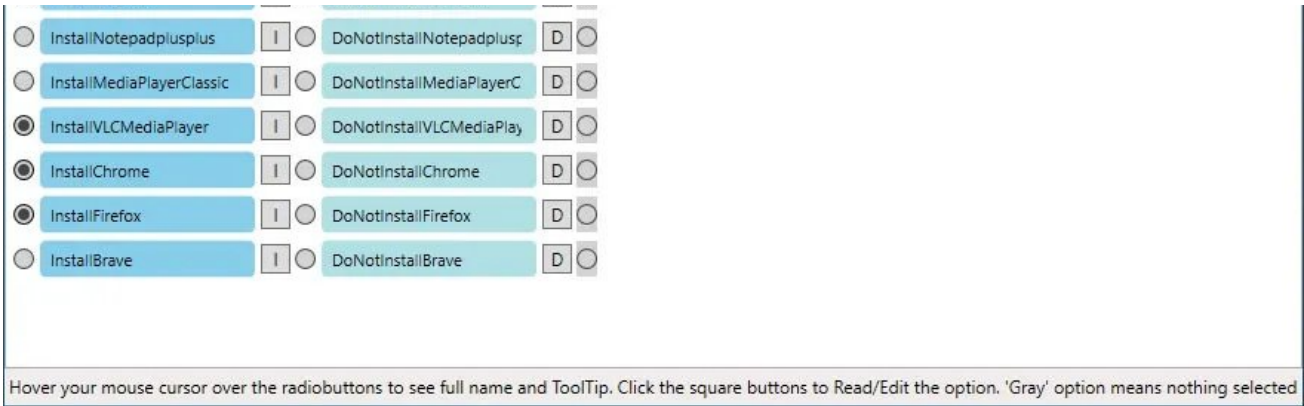 InstallNotepadplusplus I DoNotInstallNotepadplusp D
InstallMediaPlayerClassic I DoNotInstallMediaPlayerC D
InstallVLCMediaPlayer I DoNotInstallVLCMediaPlay D
InstallChrome I DoNotInstallChrome D
InstallFirefox I DoNotInstallFirefox D
InstallBrave I DoNotInstallBrave D
Hover your mouse cursor over the radiobuttons to see full name and ToolTip. Click the square buttons to Read/Edit the option. 'Gray' option means nothing selected